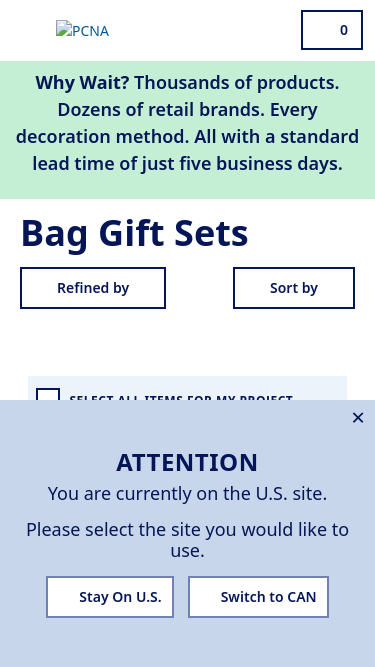 PCNA
0
Why Wait? Thousands of products.
Dozens of retail brands. Every
decoration method. All with a standard
lead time of just five business days.
Bag Gift Sets
Refined by
Sort by
SELECT ALL ITEMS FOR MY PROJECT
×
ATTENTION
You are currently on the U.S. site.
Please select the site you would like to
use.
Stay On U.S.
Switch to CAN